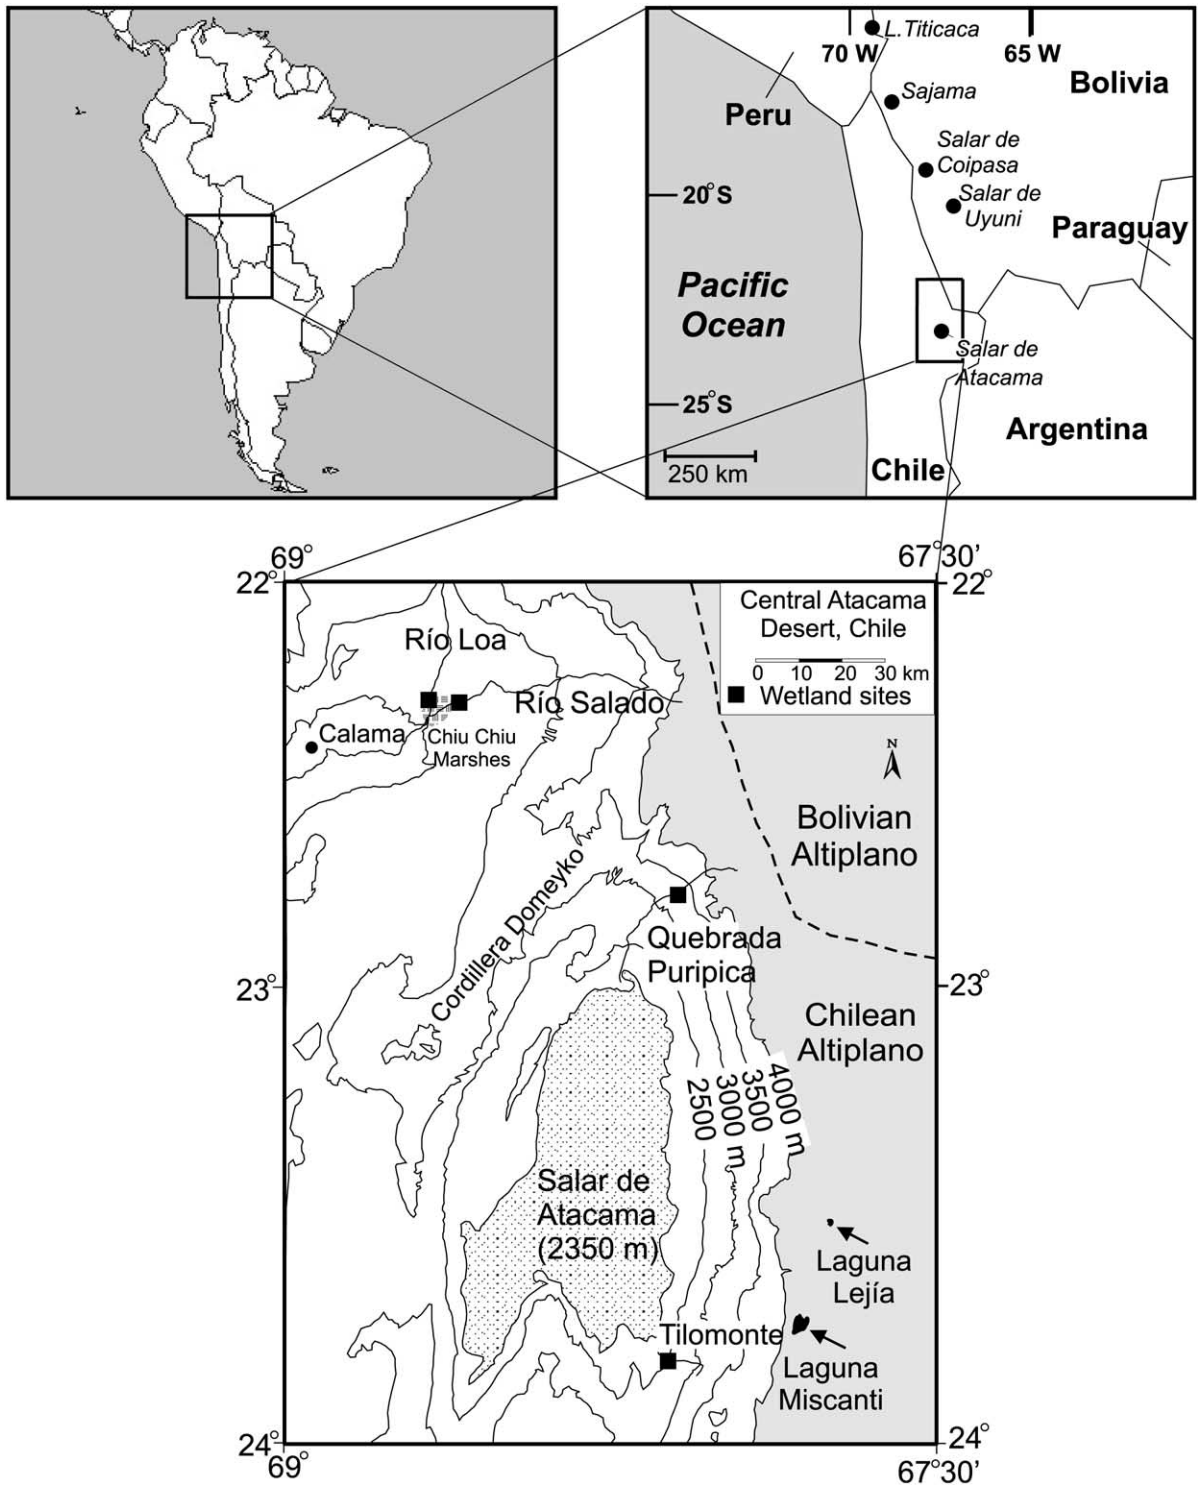 L.Titicaca
70 W
65 W
Bolivia
Peru
Sajama
Salar de
Coipasa
20°S
Salar de
Uyuni
Paraguay
Pacific
Ocean
Salar de
Atacama
25°S
Argentina
250 km
Chile
69°
67°30'
22°
22°
Central Atacama
Desert, Chile
0 10 20 30 km
Wetland sites
Río Loa
Río Salado
Calama
Chiu Chiu
Marshes
N
Bolivian
Altiplano
Cordillera Domeyko
Quebrada
Puripica
23°
23°
Chilean
Altiplano
2500
3000 m
3500
4000 m
Salar de
Atacama
(2350 m)
Laguna
Lejía
Tilomonte
Laguna
Miscanti
24°
24°
69°
67°30'